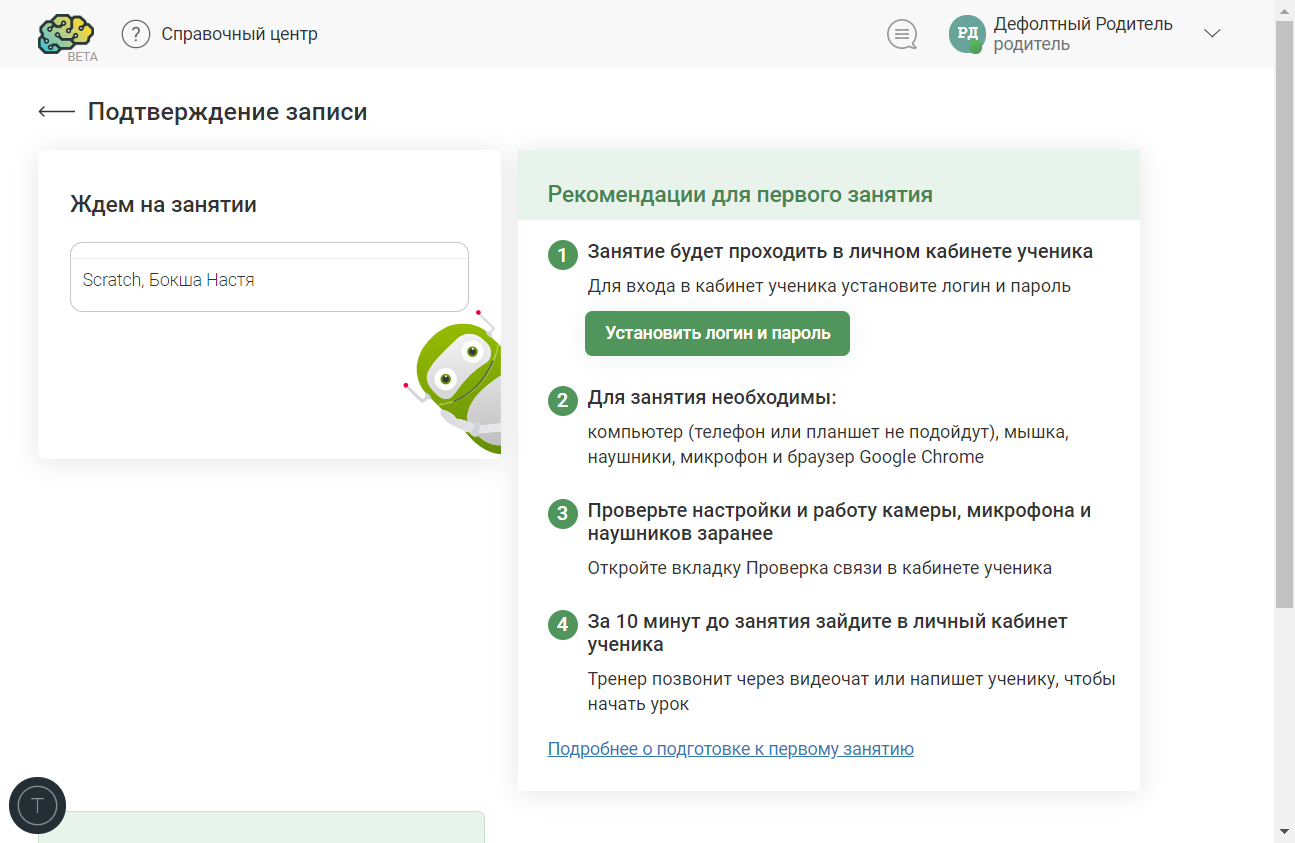 BETA
? Справочный центр
РД
Дефолтный Родитель
родитель
Подтверждение записи
Ждем на занятии
Scratch, Бокша Настя
Рекомендации для первого занятия
1 Занятие будет проходить в личном кабинете ученика
Для входа в кабинет ученика установите логин и пароль
Установить логин и пароль
2 Для занятия необходимы:
компьютер (телефон или планшет не подойдут), мышка,
наушники, микрофон и браузер Google Chrome
3 Проверьте настройки и работу камеры, микрофона и
наушников заранее
Откройте вкладку Проверка связи в кабинете ученика
4 За 10 минут до занятия зайдите в личный кабинет
ученика
Тренер позвонит через видеочат или напишет ученику, чтобы
начать урок
Подробнее о подготовке к первому занятию
T